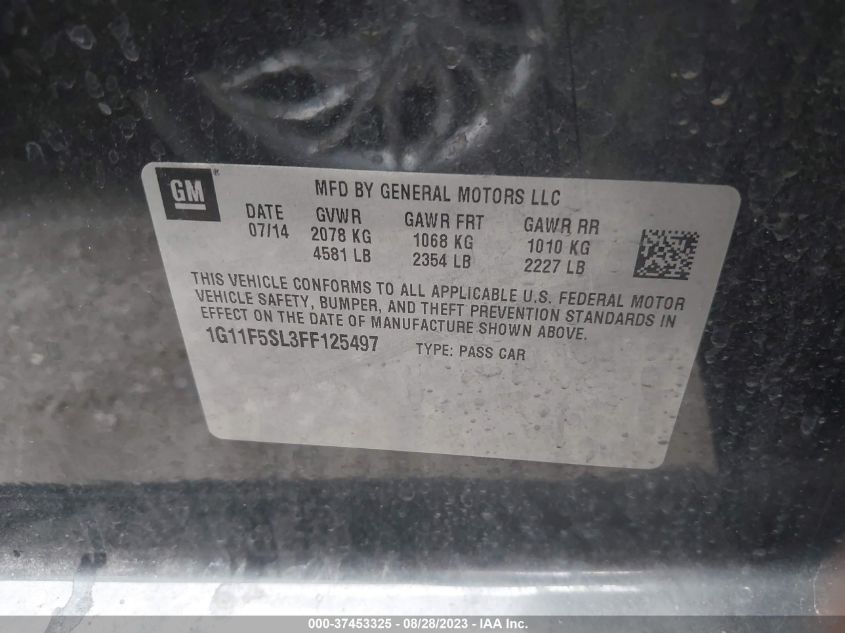 GM ®
MFD BY GENERAL MOTORS LLC
DATE GVWR GAWR FRT GAWR RR
07/14 2078 KG 1068 KG 1010 KG
4581 LB 2354 LB 2227 LB
THIS VEHICLE CONFORMS TO ALL APPLICABLE U.S. FEDERAL MOTOR
VEHICLE SAFETY, BUMPER, AND THEFT PREVENTION STANDARDS IN
EFFECT ON THE DATE OF MANUFACTURE SHOWN ABOVE.
1G11F5SL3FF125497 TYPE: PASS CAR
000-37453325 - 08/28/2023 - IAA Inc.